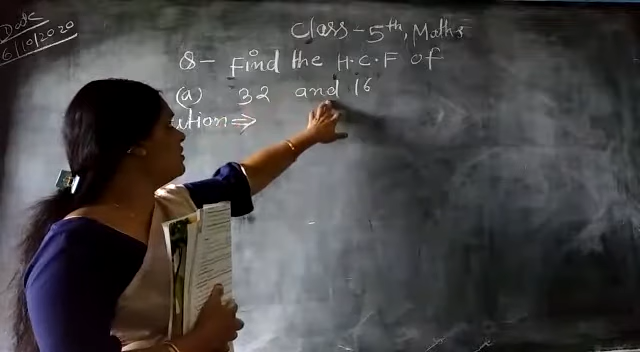 Date
6/10/2020
Class - 5th, Maths
Q- Find the H.C.F of
(a) 32 and 16
ution ⇒